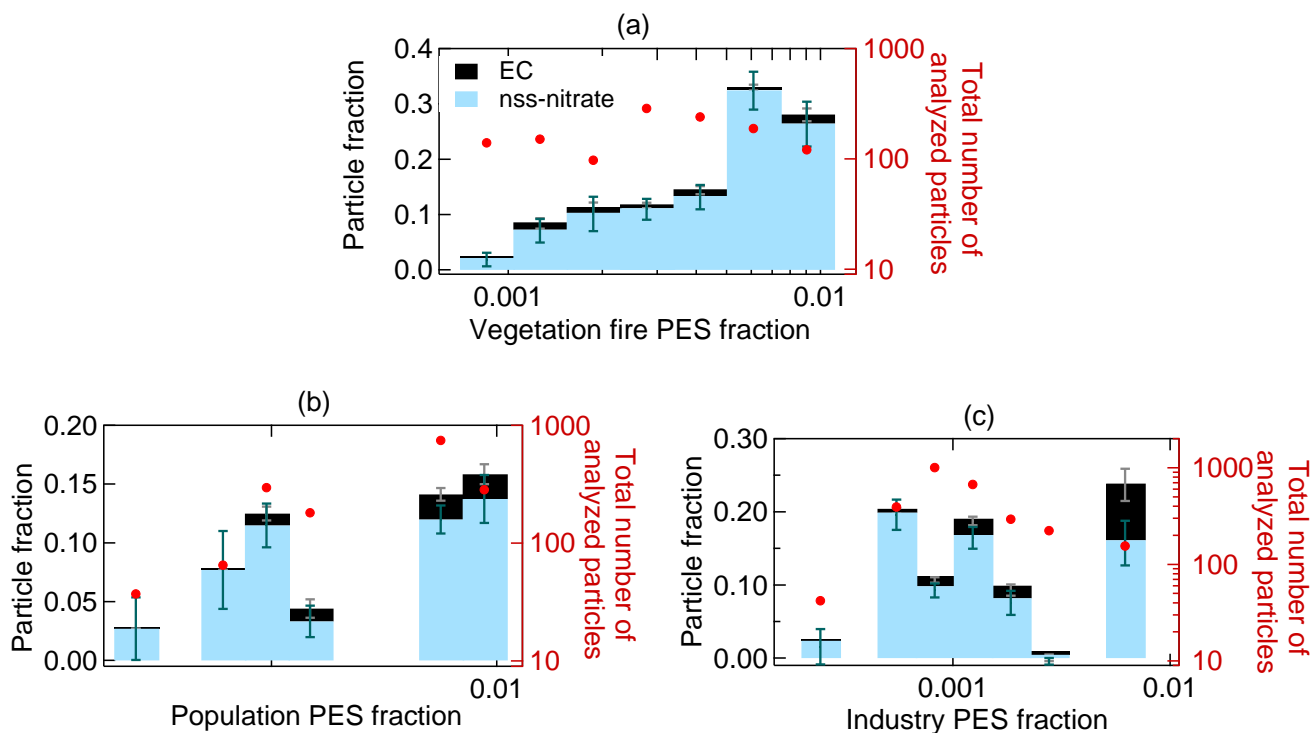 (a)
0.4
0.3
0.2
0.1
0.0
Particle fraction
EC
nss-nitrate
1000
100
10
Total number of
analyzed particles
0.001
0.01
Vegetation fire PES fraction
(b)
0.20
0.15
0.10
0.05
0.00
Particle fraction
1000
100
10
Total number of
analyzed particles
0.01
Population PES fraction
(c)
0.30
0.20
0.10
0.00
Particle fraction
1000
100
10
Total number of
analyzed particles
0.001
0.01
Industry PES fraction